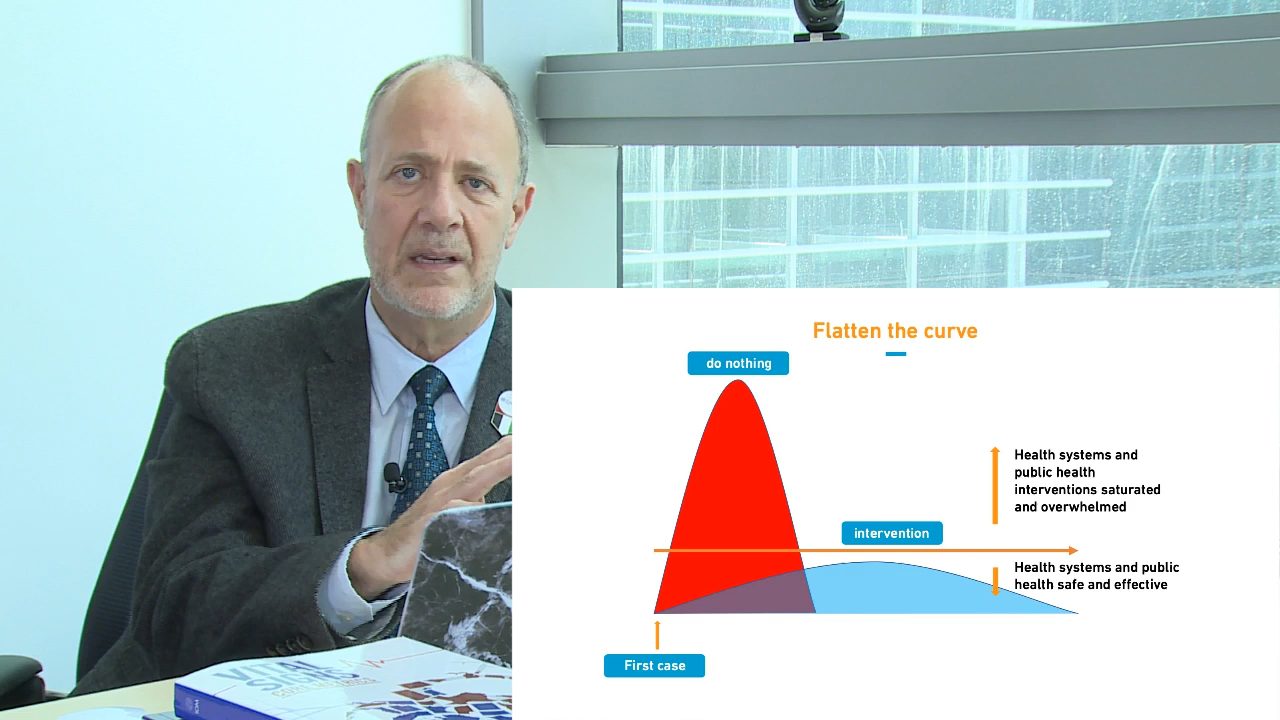 Flatten the curve
do nothing
Health systems and
public health
interventions saturated
and overwhelmed
intervention
Health systems and public
health safe and effective
First case
VITAL
SIGNS